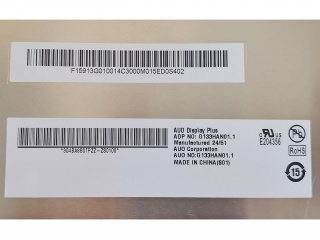 F15913G010014C3000M015ED0S402
AUO Display Plus
ADP NO: G133HAN01.1
Manufactured 24/51
AUO Corporation
AUO NO:G133HAN01.1
MADE IN CHINA(S01)
c us
E204356
RoHS
15